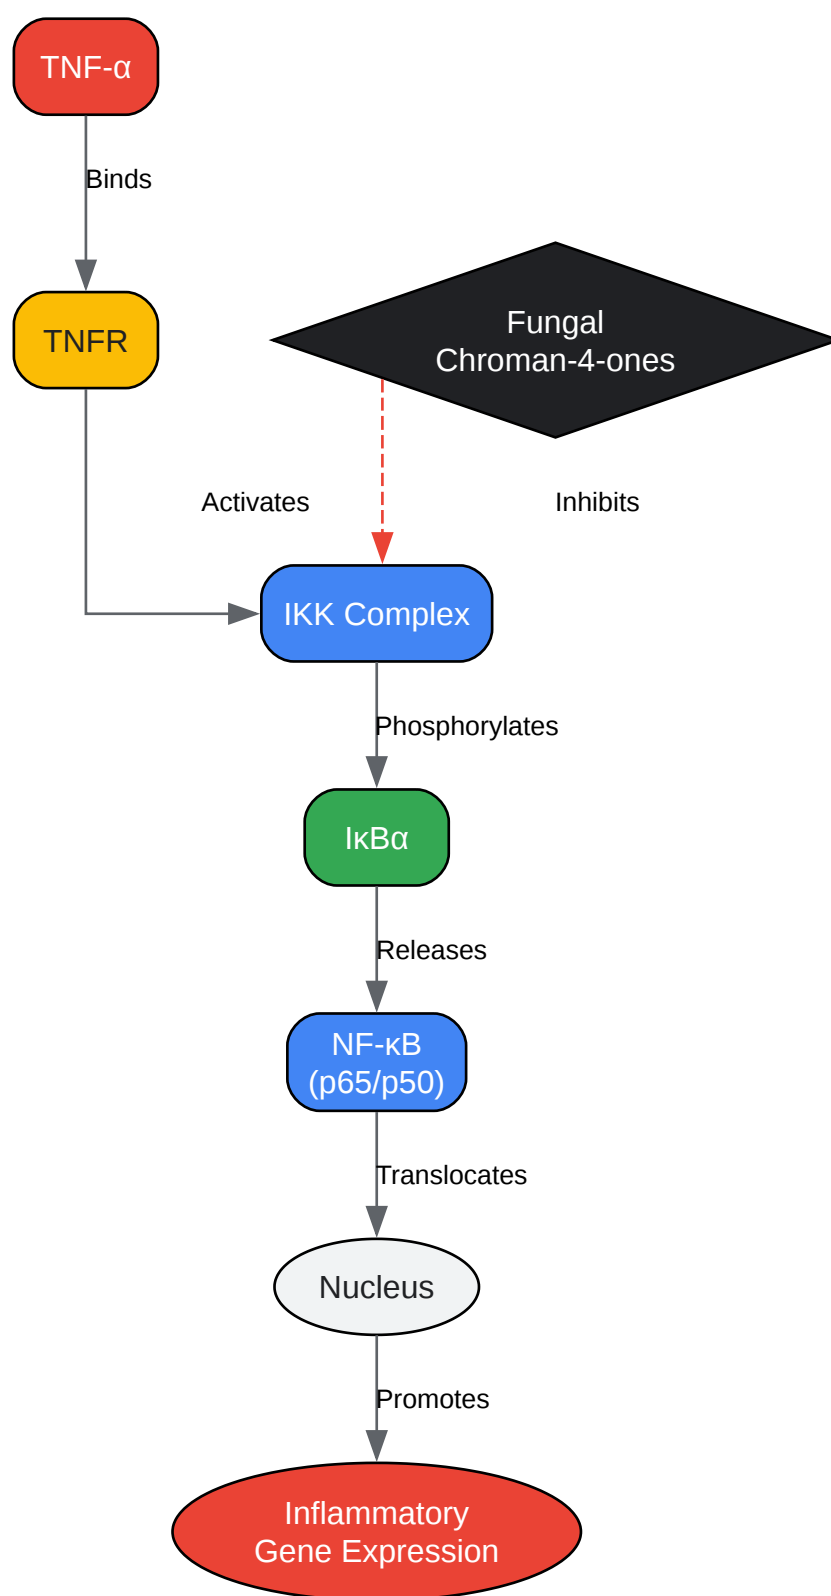 TNF-α
Binds
TNFR
Fungal
Chroman-4-ones
Activates
Inhibits
IKK Complex
Phosphorylates
IκBα
Releases
NF-κB
(p65/p50)
Translocates
Nucleus
Promotes
Inflammatory
Gene Expression